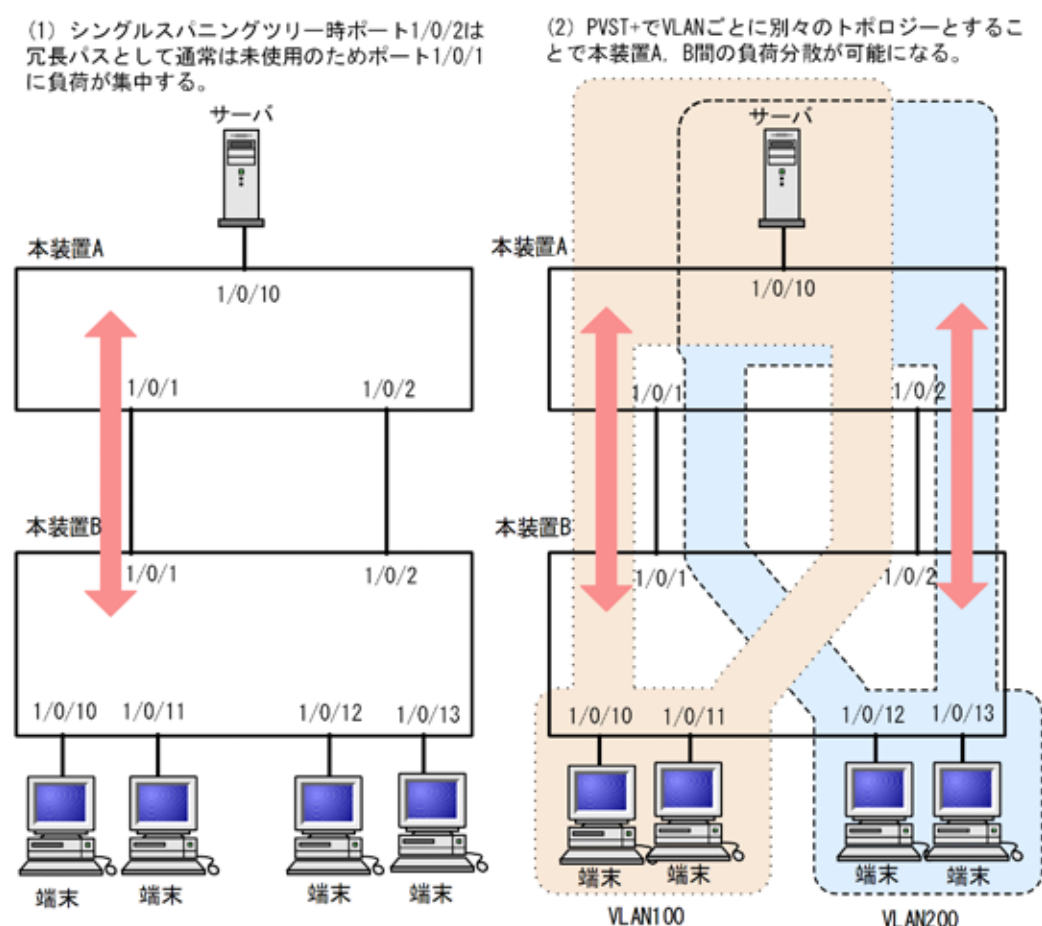 (1) シングルスパニングツリー時ポート1/0/2は
冗長パスとして通常は未使用のためポート1/0/1
に負荷が集中する。
サーバ
本装置A
1/0/10
1/0/1
1/0/2
本装置B
1/0/1
1/0/2
1/0/10
1/0/11
1/0/12
1/0/13
端末
端末
端末
端末
(2) PVST+でVLANごとに別々のトポロジーとするこ
とで本装置A, B間の負荷分散が可能になる。
サーバ
本装置A
1/0/10
1/0/1
1/0/2
本装置B
1/0/1
1/0/2
1/0/10
1/0/11
1/0/12
1/0/13
端末
端末
端末
端末
VLAN100
VLAN200